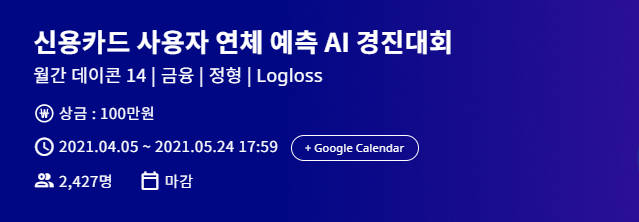 신용카드 사용자 연체 예측 AI 경진대회
월간 데이콘 14 | 금융 | 정형 | Logloss
₩ 상금 : 100만원
2021.04.05 ~ 2021.05.24 17:59 + Google Calendar
2,427명 마감